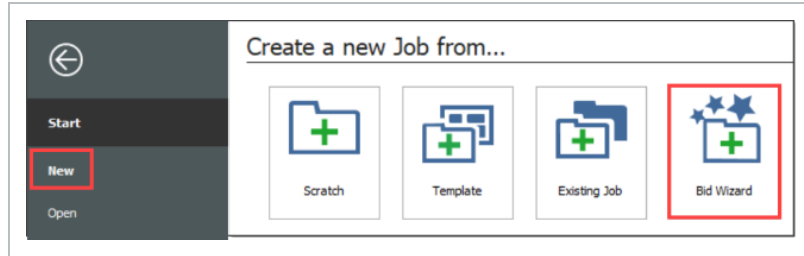 Create a new Job from...
Start
New
Open
Scratch
Template
Existing Job
Bid Wizard